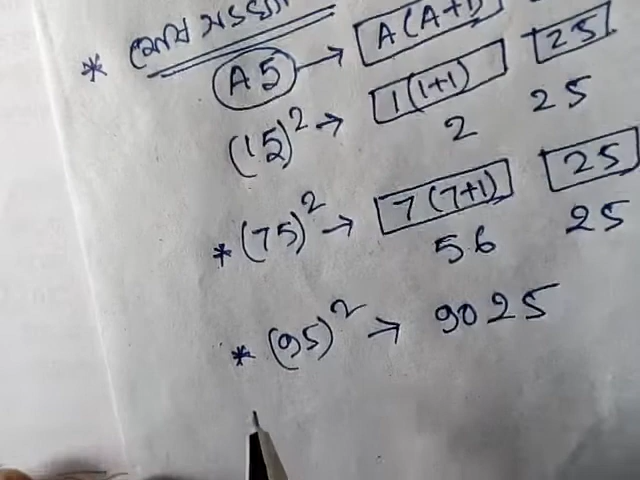 * শেষ সংখ্যা
A5 → A(A+1) 25
(15)² → 1(1+1)
2 25
* (75)² → 7(7+1) 25
56 25
* (95)² → 9025